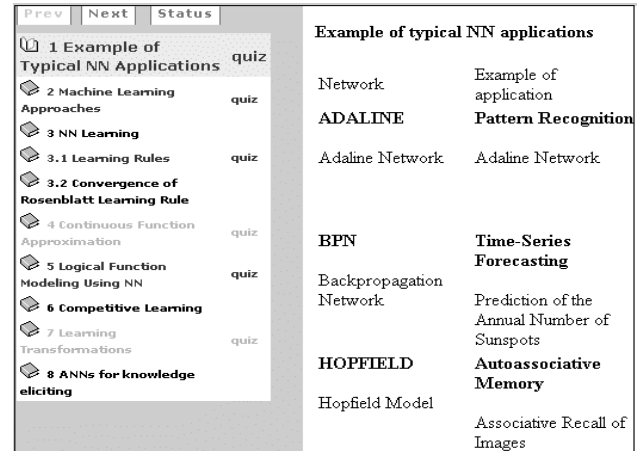 Prev Next Status
1 Example of
Typical NN Applications quiz
2 Machine Learning
Approaches quiz
3 NN Learning
3.1 Learning Rules quiz
3.2 Convergence of
Rosenblatt Learning Rule
4 Continuous Function
Approximation quiz
5 Logical Function
Modeling Using NN quiz
6 Competitive Learning
7 Learning
Transformations quiz
8 ANNs for knowledge
eliciting
Example of typical NN applications
Network Example of
application
ADALINE Pattern Recognition
Adaline Network Adaline Network
BPN Time-Series
Forecasting
Backpropagation
Network Prediction of the
Annual Number of
Sunspots
HOPFIELD Autoassociative
Memory
Hopfield Model
Associative Recall of
Images